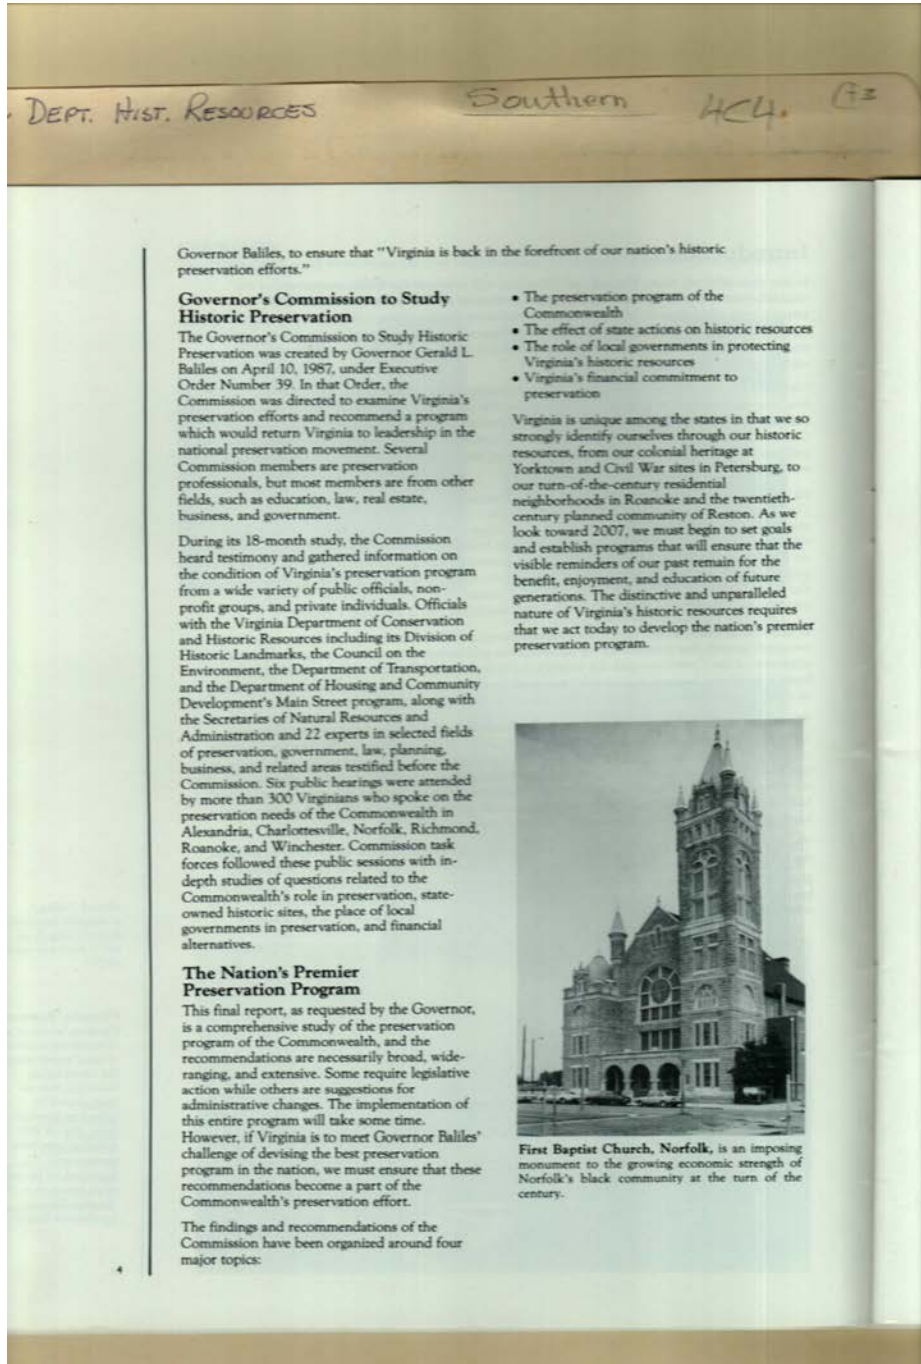 DEPT. HIST. RESOURCES
Southern
4C4.
Governor Baliles, to ensure that "Virginia is back in the forefront of our nation's historic
preservation efforts."
Governor's Commission to Study
Historic Preservation
The Governor's Commission to Study Historic
Preservation was created by Governor Gerald L.
Baliles on April 10, 1987, under Executive
Order Number 39. In that Order, the
Commission was directed to examine Virginia's
preservation efforts and recommend a program
which would return Virginia to leadership in the
national preservation movement. Several
Commission members are preservation
professionals, but most members are from other
fields, such as education, law, real estate,
business, and government.
During its 18-month study, the Commission
heard testimony and gathered information on
the condition of Virginia's preservation program
from a wide variety of public officials, non-
profit groups, and private individuals. Officials
with the Virginia Department of Conservation
and Historic Resources including its Division of
Historic Landmarks, the Council on the
Environment, the Department of Transportation,
and the Department of Housing and Community
Development's Main Street program, along with
the Secretaries of Natural Resources and
Administration and 22 experts in selected fields
of preservation, government, law, planning,
business, and related areas testified before the
Commission. Six public hearings were attended
by more than 300 Virginians who spoke on the
preservation needs of the Commonwealth in
Alexandria, Charlottesville, Norfolk, Richmond,
Roanoke, and Winchester. Commission task
forces followed these public sessions with in-
depth studies of questions related to the
Commonwealth's role in preservation, state-
owned historic sites, the place of local
governments in preservation, and financial
alternatives.
The Nation's Premier
Preservation Program
This final report, as requested by the Governor,
is a comprehensive study of the preservation
program of the Commonwealth, and the
recommendations are necessarily broad, wide-
ranging, and extensive. Some require legislative
action while others are suggestions for
administrative changes. The implementation of
this entire program will take some time.
However, if Virginia is to meet Governor Baliles'
challenge of devising the best preservation
program in the nation, we must ensure that these
recommendations become a part of the
Commonwealth's preservation effort.
The findings and recommendations of the
Commission have been organized around four
major topics:
• The preservation program of the
Commonwealth
• The effect of state actions on historic resources
• The role of local governments in protecting
Virginia's historic resources
• Virginia's financial commitment to
preservation
Virginia is unique among the states in that we so
strongly identify ourselves through our historic
resources, from our colonial heritage at
Yorktown and Civil War sites in Petersburg, to
our turn-of-the-century residential
neighborhoods in Roanoke and the twentieth-
century planned community of Reston. As we
look toward 2007, we must begin to set goals
and establish programs that will ensure that the
visible reminders of our past remain for the
benefit, enjoyment, and education of future
generations. The distinctive and unparalleled
nature of Virginia's historic resources requires
that we act today to develop the nation's premier
preservation program.
First Baptist Church, Norfolk, is an imposing
monument to the growing economic strength of
Norfolk's black community at the turn of the
century.
4